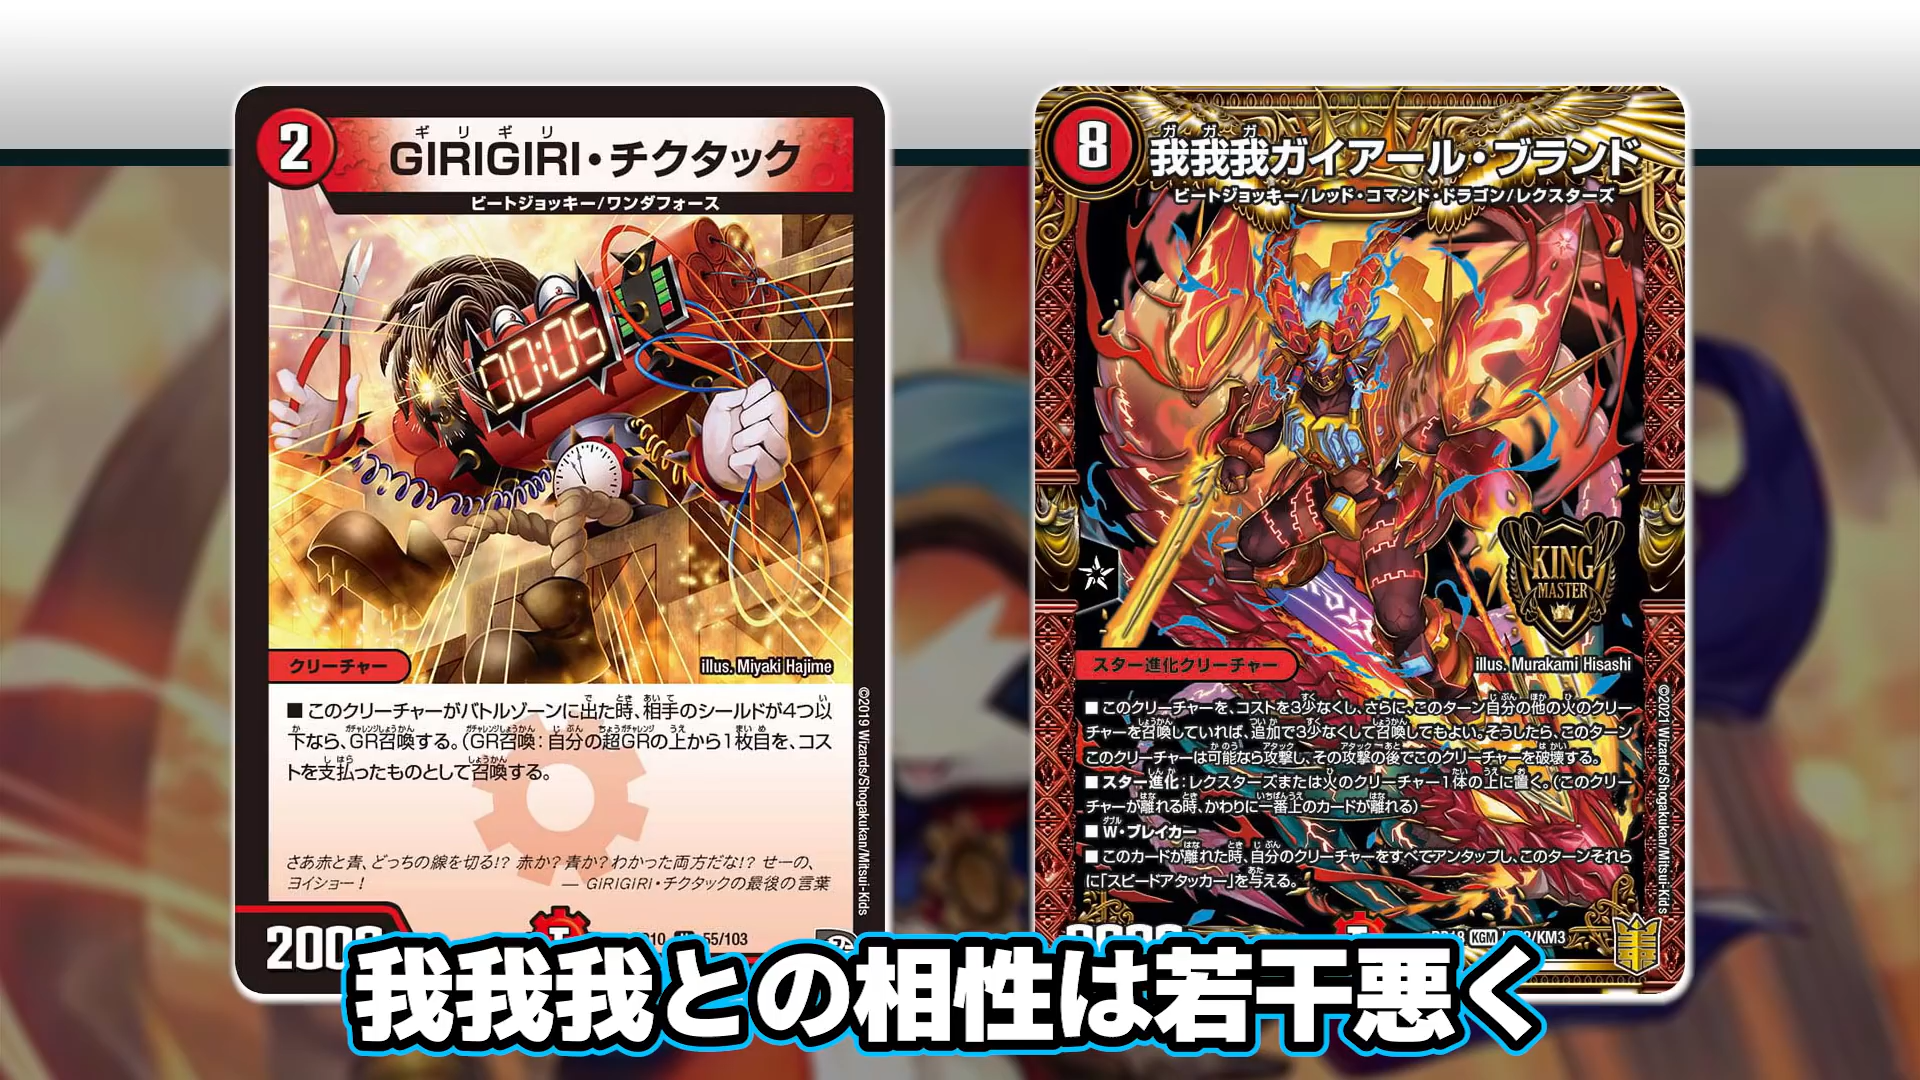 2
ギリギリ
GIRIGIRI・チクタック
ビートジョッキー/ワンダフォース
00:05
クリーチャー
illus. Miyaki Hajime
■このクリーチャーがバトルゾーンに出た時、相手のシールドが4つ以
下なら、GR召喚する。(GR召喚:自分の超GRの上から1枚目を、コス
トを支払ったものとして召喚する。
さあ赤と青、どっちの線を切る!? 赤か?青か?わかった両方だな!? せーの、
ヨイショー!
― GIRIGIRI・チクタックの最後の言葉
©2019 Wizards/Shogakukan/Mitsui-Kids
55/103
8
ガガガ
我我我ガイアール・ブランド
ビートジョッキー/レッド・コマンド・ドラゴン/レクスターズ
KING
MASTER
スター進化クリーチャー
illus. Murakami Hisashi
■このクリーチャーを、コストを3少なくし、さらに、このターン自分の他の火のクリー
チャーを召喚していれば、追加で3少なくして召喚してもよい。そうしたら、このターン
このクリーチャーは可能なら攻撃し、その攻撃の後でこのクリーチャーを破壊する。
■スター進化:レクスターズまたは火のクリーチャー1体の上に置く。(このクリー
チャーが離れる時、かわりに一番上のカードが離れる)
■W・ブレイカー
■このカードが離れた時、自分のクリーチャーをすべてアンタップし、このターンそれら
に「スピードアタッカー」を与える。
©2021 Wizards/Shogakukan/Mitsui-Kids
KGM
/KM3
我我我との相性は若干悪く